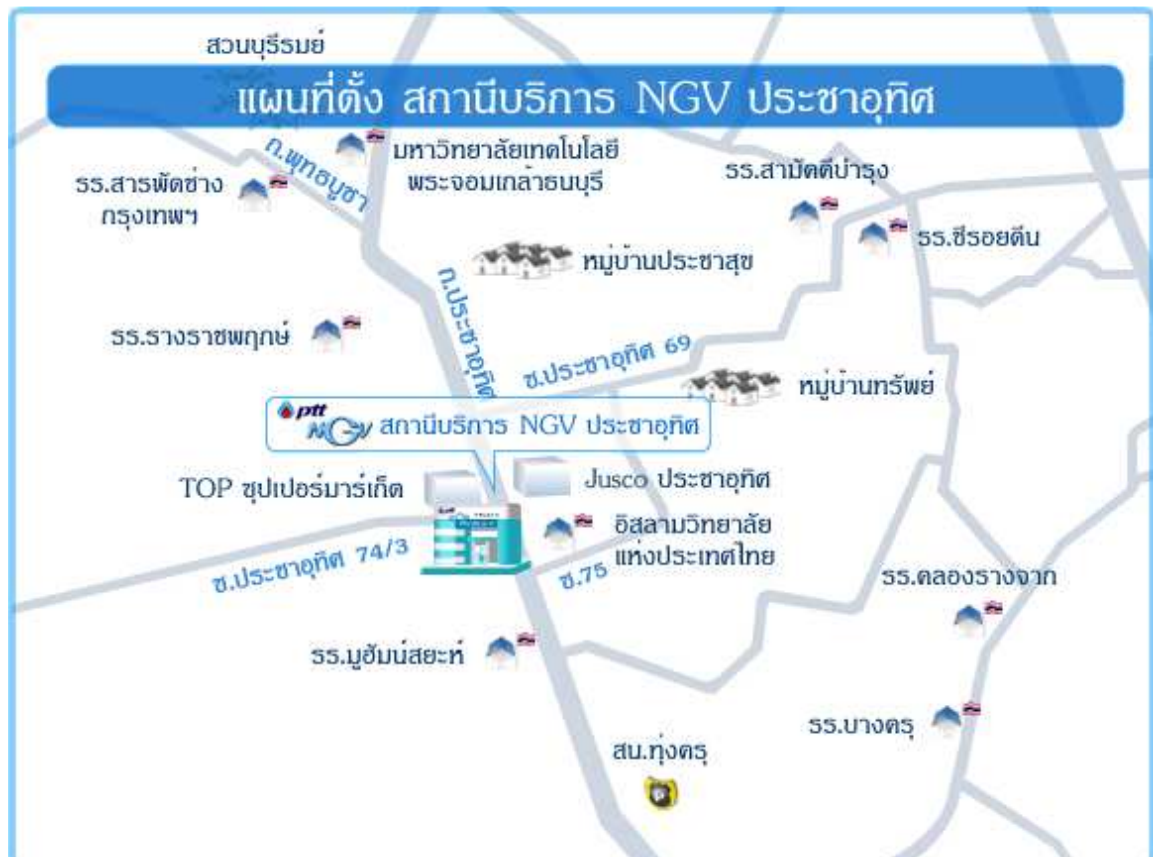 สวนบุรีรมย์
แผนที่ตั้ง สถานีบริการ NGV ประชาอุทิศ
ถ.พุทธบูชา
มหาวิทยาลัยเทคโนโลยี
พระจอมเกล้าธนบุรี
รร.สารพัดช่าง
กรุงเทพฯ
รร.สามัคคีบำรุง
รร.ชีรอยดีน
หมู่บ้านประชาสุข
ถ.ประชาอุทิศ
รร.รางราชพฤกษ์
ซ.ประชาอุทิศ 69
หมู่บ้านทรัพย์
ptt
NGV สถานีบริการ NGV ประชาอุทิศ
TOP ซุปเปอร์มาร์เก็ต
Jusco ประชาอุทิศ
อิสลามวิทยาลัย
แห่งประเทศไทย
ซ.ประชาอุทิศ 74/3
ซ.75
รร.คลองรางจาก
รร.มูฮัมน์สยะห์
รร.บางครุ
สน.ทุ่งครุ